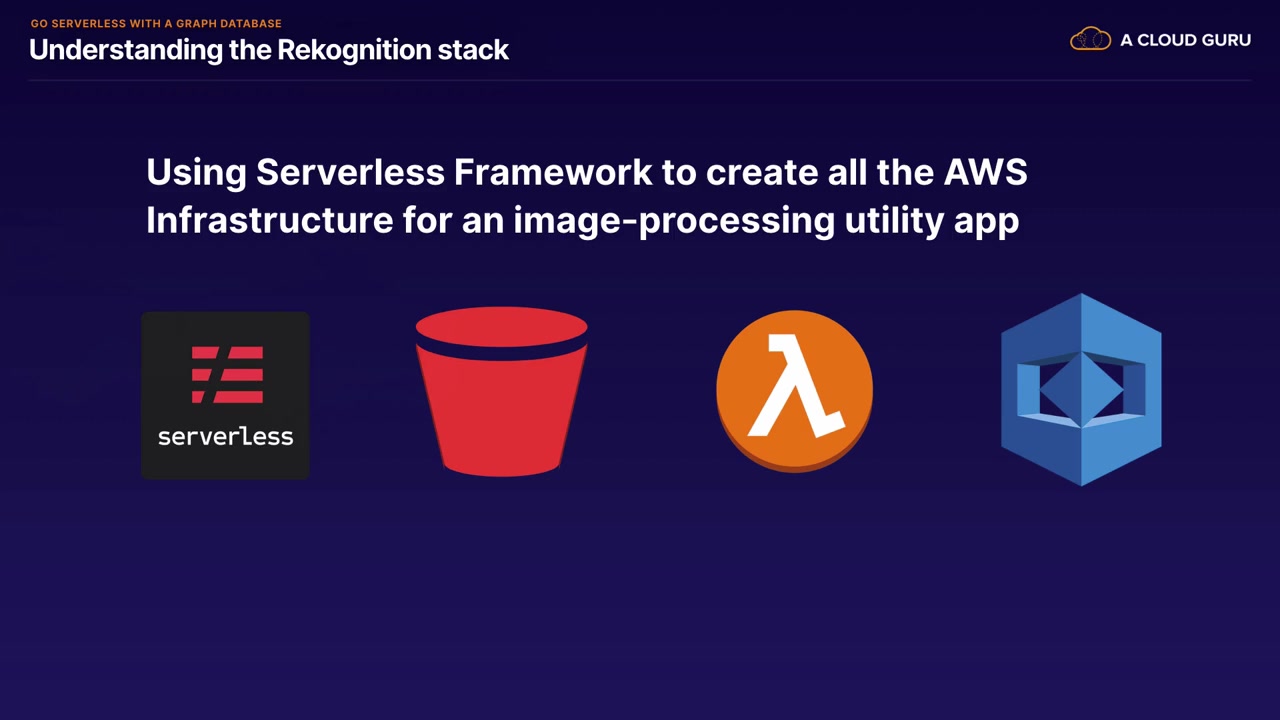 GO SERVERLESS WITH A GRAPH DATABASE
Understanding the Rekognition stack
A CLOUD GURU
Using Serverless Framework to create all the AWS
Infrastructure for an image-processing utility app
serverless
λ